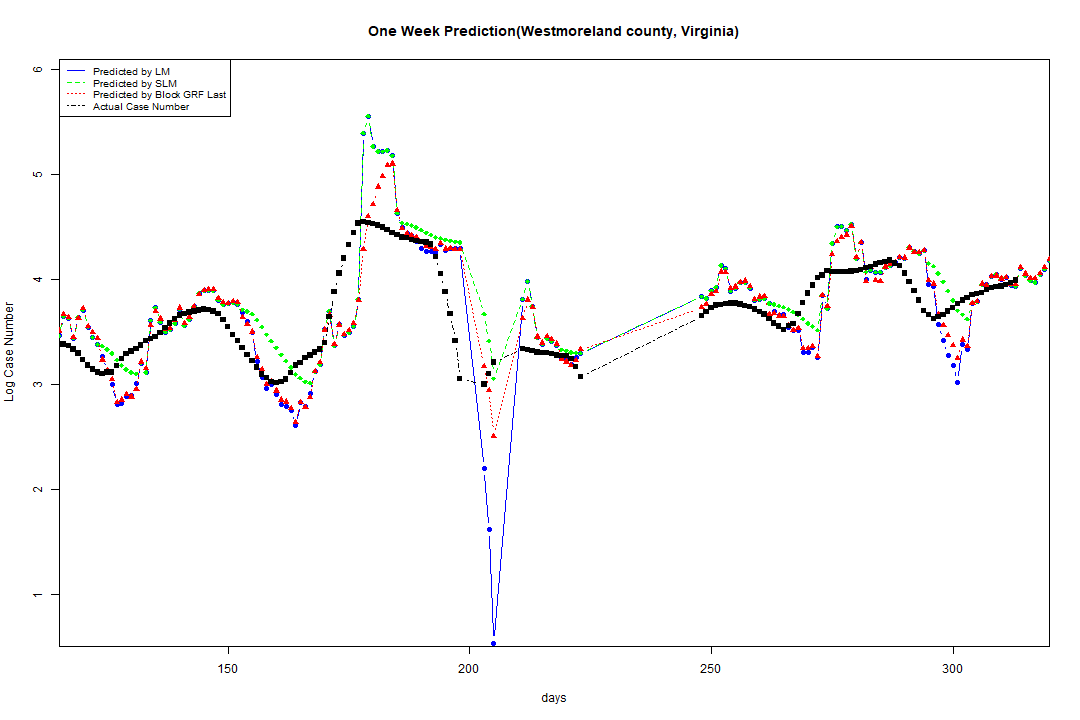 One Week Prediction(Westmoreland county, Virginia)
Predicted by LM
Predicted by SLM
Predicted by Block GRF Last
Actual Case Number
6
5
4
3
2
1
Log Case Number
150 200 250 300
days